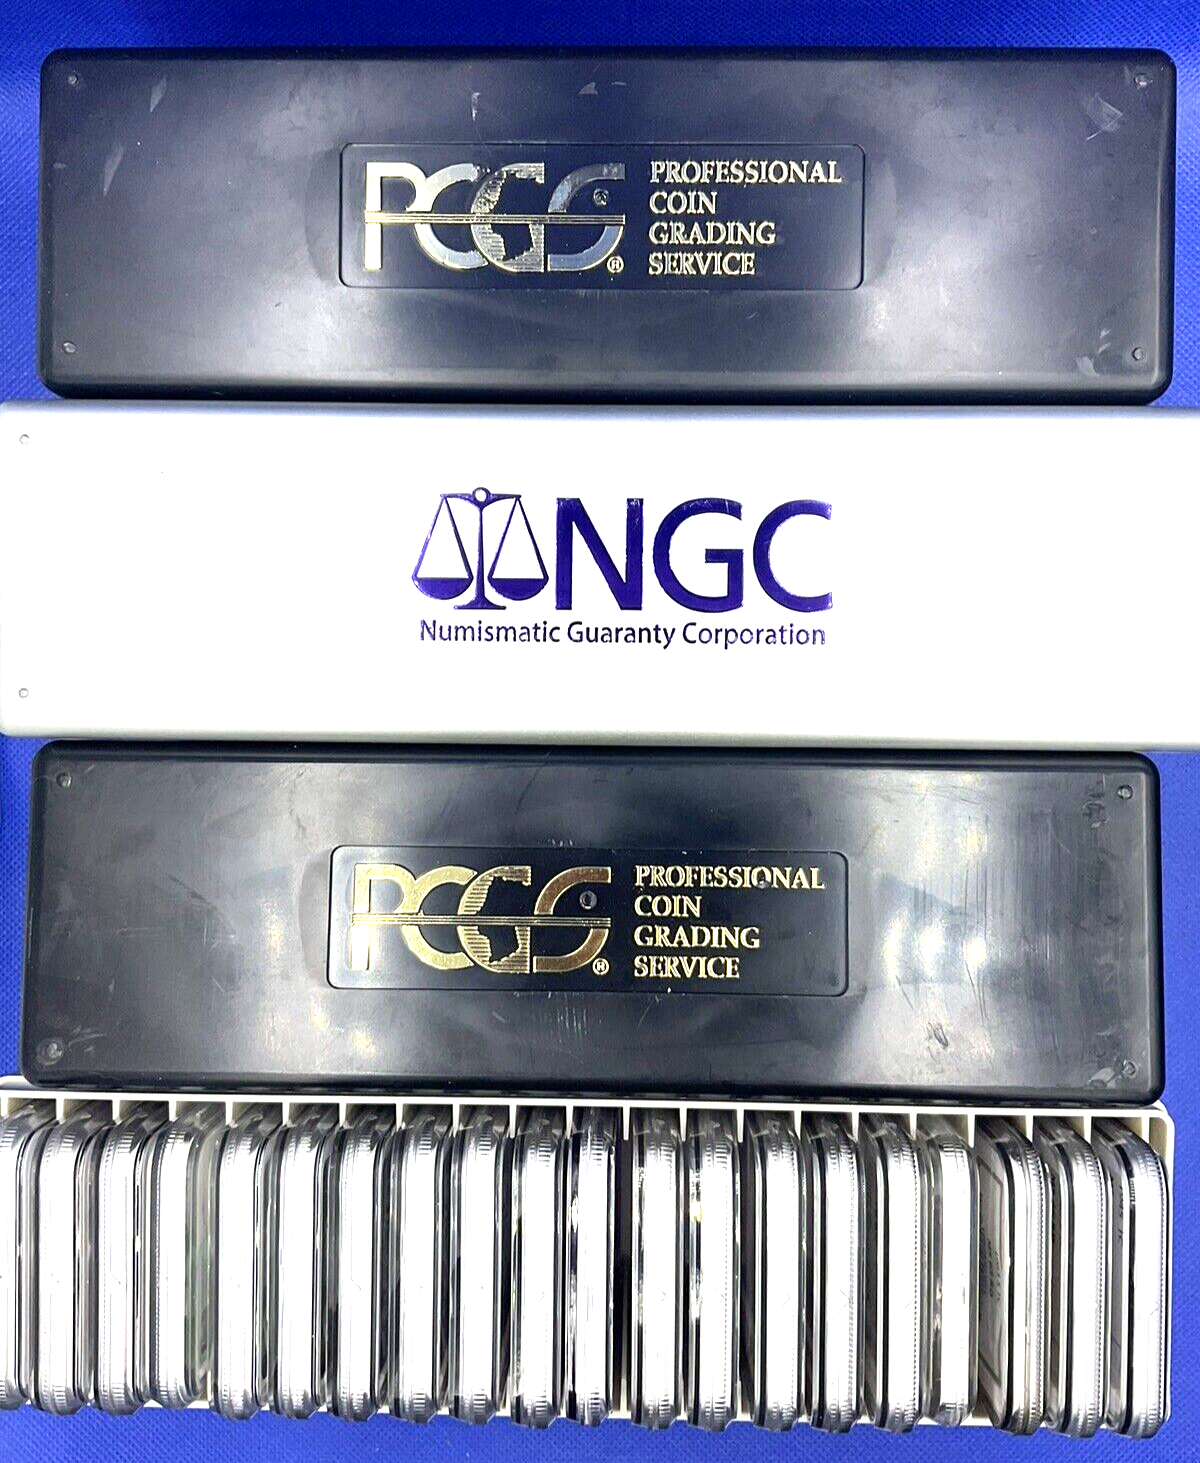 PCGS®
PROFESSIONAL
COIN
GRADING
SERVICE
NGC
Numismatic Guaranty Corporation
PCGS®
PROFESSIONAL
COIN
GRADING
SERVICE